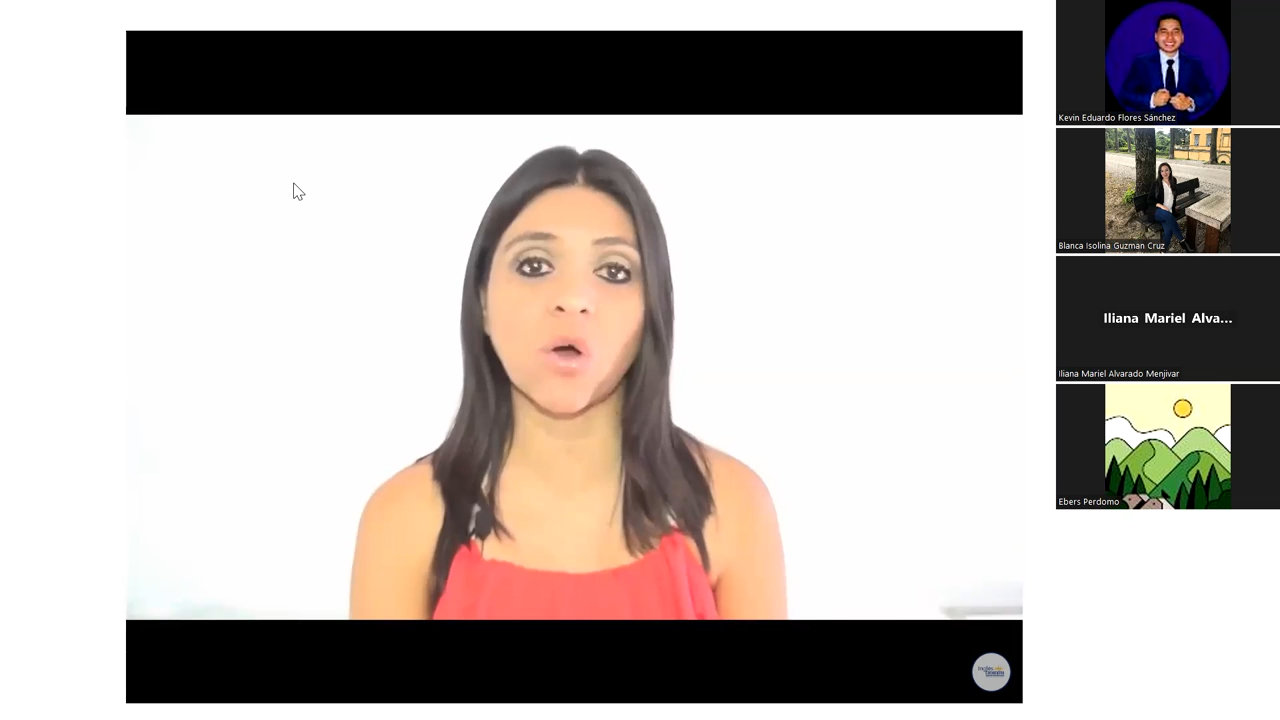 Kevin Eduardo Flores Sánchez
Blanca Isolina Guzman Cruz
Iliana Mariel Alva...
Iliana Mariel Alvarado Menjivar
Ebers Perdomo